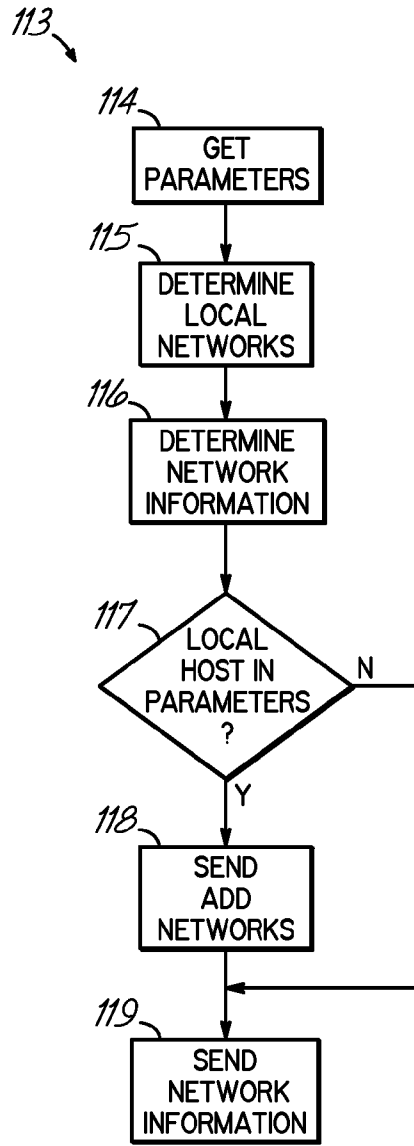 113
114
GET
PARAMETERS
115
DETERMINE
LOCAL
NETWORKS
116
DETERMINE
NETWORK
INFORMATION
117
LOCAL
HOST IN
PARAMETERS
?
N
Y
118
SEND
ADD
NETWORKS
119
SEND
NETWORK
INFORMATION